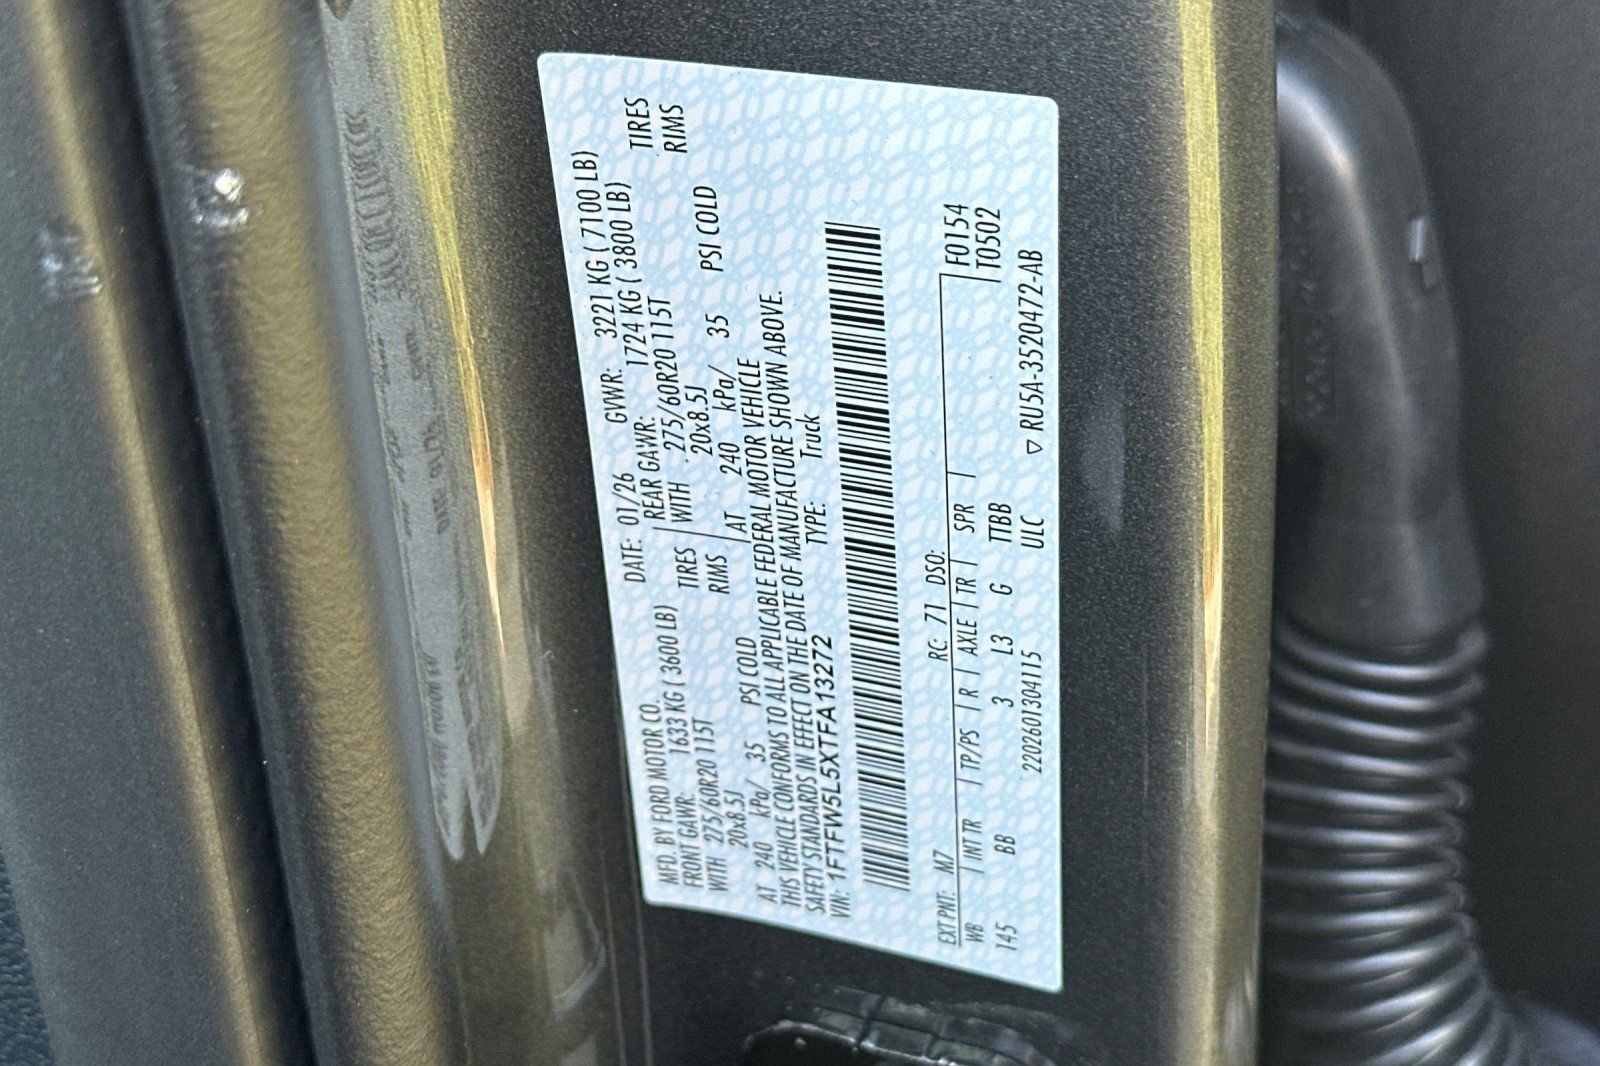 MFD. BY FORD MOTOR CO. DATE: 01/26 GVWR: 3221 KG ( 7100 LB)
FRONT GAWR: 1633 KG ( 3600 LB) REAR GAWR: 1724 KG ( 3800 LB)
WITH 275/60R20 115T TIRES WITH 275/60R20 115T TIRES
20x8.5J RIMS 20x8.5J RIMS
AT 240 kPa/ 35 PSI COLD AT 240 kPa/ 35 PSI COLD
THIS VEHICLE CONFORMS TO ALL APPLICABLE FEDERAL MOTOR VEHICLE
SAFETY STANDARDS IN EFFECT ON THE DATE OF MANUFACTURE SHOWN ABOVE.
VIN: 1FTFW5L5XTFA13272 TYPE: Truck
EXT PNT: M7 RC: 71 DSO: F0154
WB INT TR TP/PS R AXLE TR SPR T0502
145 BB 3 L3 G TTBB
220260130411​5 ULC ▽ RU5A-3520472-AB